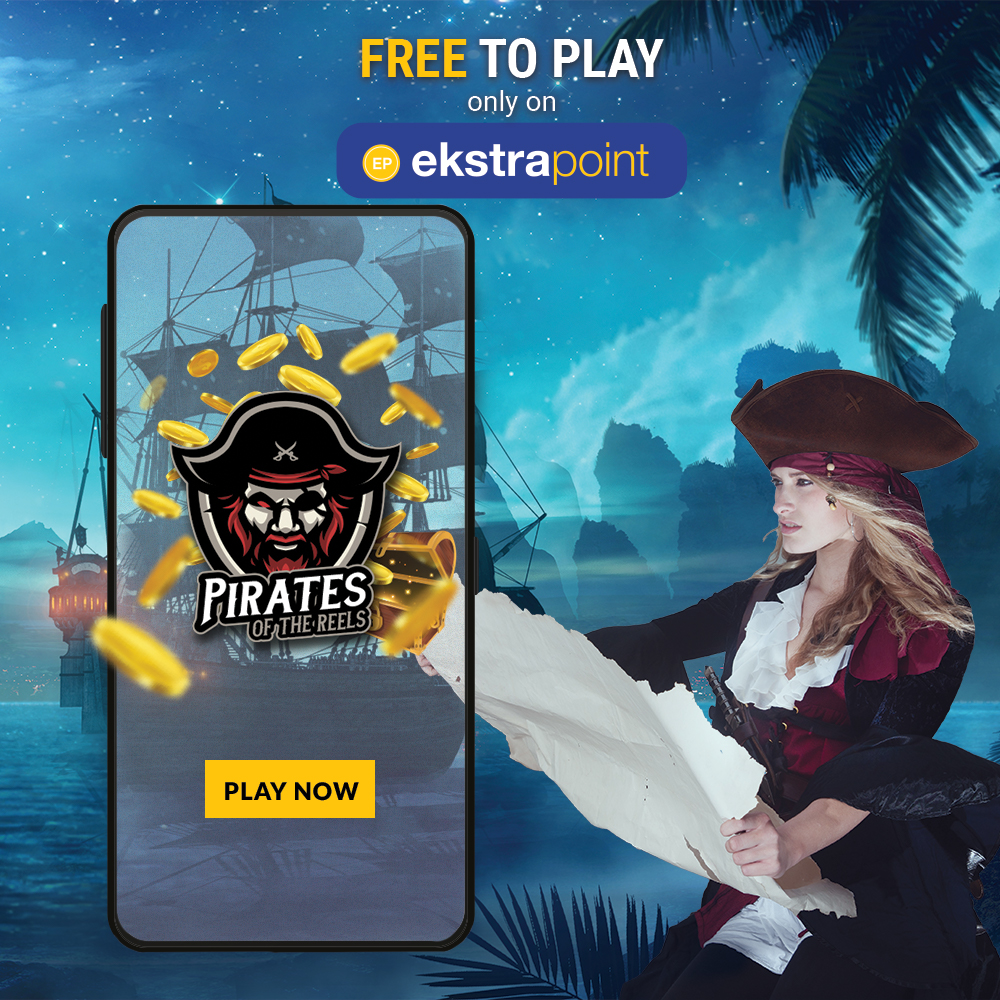 FREE TO PLAY
only on
EP ekstrapoint
PIRATES
OF THE REELS
PLAY NOW